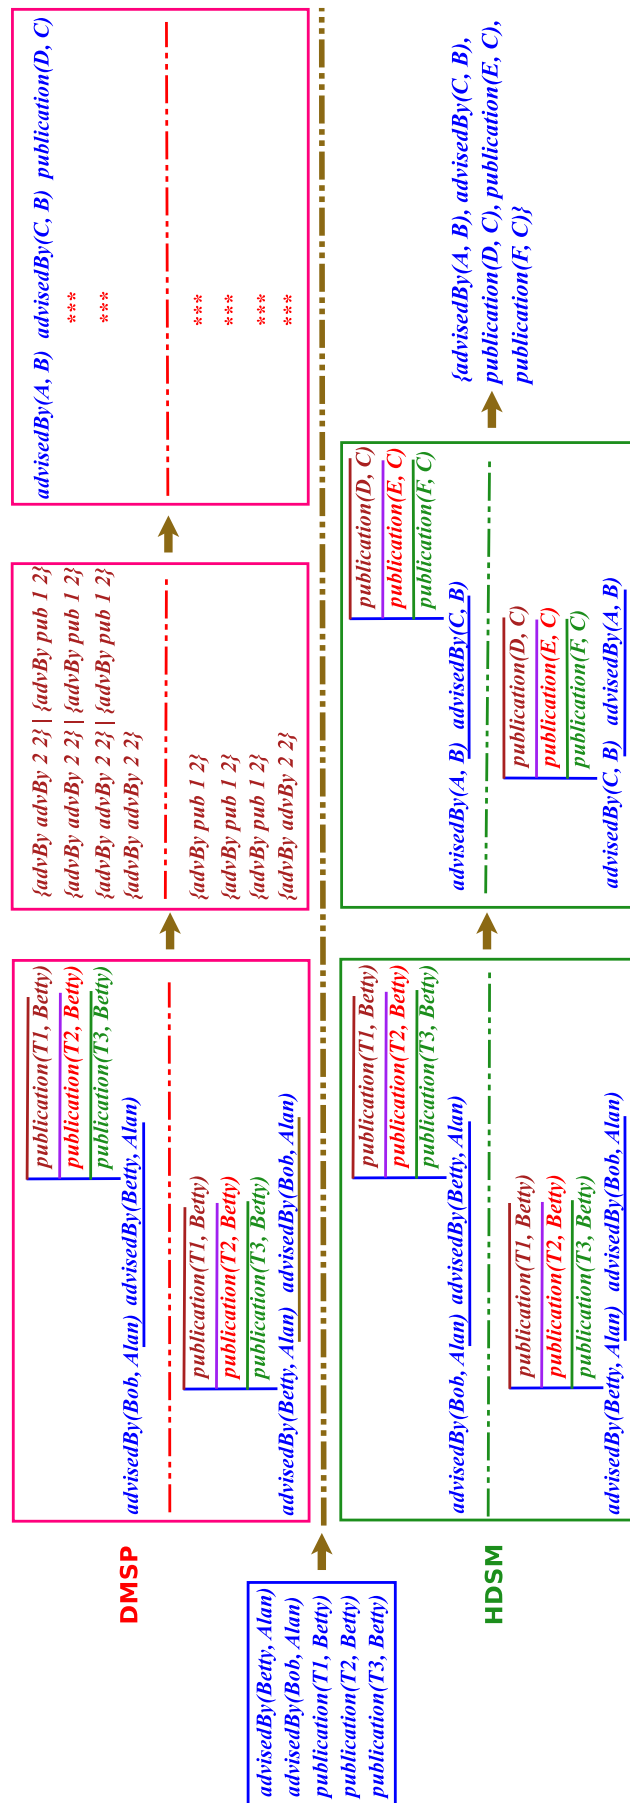 advisedBy(Betty, Alan)
advisedBy(Bob, Alan)
publication(T1, Betty)
publication(T2, Betty)
publication(T3, Betty)
DMSP
publication(T1, Betty)
publication(T2, Betty)
publication(T3, Betty)
advisedBy(Bob, Alan) advisedBy(Betty, Alan)
publication(T1, Betty)
publication(T2, Betty)
publication(T3, Betty)
advisedBy(Betty, Alan) advisedBy(Bob, Alan)
{advBy advBy 2 2} | {advBy pub 1 2}
{advBy advBy 2 2} | {advBy pub 1 2}
{advBy advBy 2 2} | {advBy pub 1 2}
{advBy advBy 2 2}
{advBy pub 1 2}
{advBy pub 1 2}
{advBy pub 1 2}
{advBy advBy 2 2}
advisedBy(A, B) advisedBy(C, B) publication(D, C)
***
***
***
***
***
***
HDSM
publication(T1, Betty)
publication(T2, Betty)
publication(T3, Betty)
advisedBy(Bob, Alan) advisedBy(Betty, Alan)
publication(T1, Betty)
publication(T2, Betty)
publication(T3, Betty)
advisedBy(Betty, Alan) advisedBy(Bob, Alan)
publication(D, C)
publication(E, C)
publication(F, C)
advisedBy(A, B) advisedBy(C, B)
publication(D, C)
publication(E, C)
publication(F, C)
advisedBy(C, B) advisedBy(A, B)
{advisedBy(A, B), advisedBy(C, B),
publication(D, C), publication(E, C),
publication(F, C)}